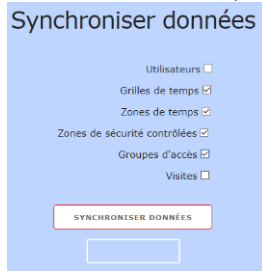 Synchroniser données
Utilisateurs
Grilles de temps
Zones de temps
Zones de sécurité contrôlées
Groupes d'accès
Visites
SYNCHRONISER DONNÉES